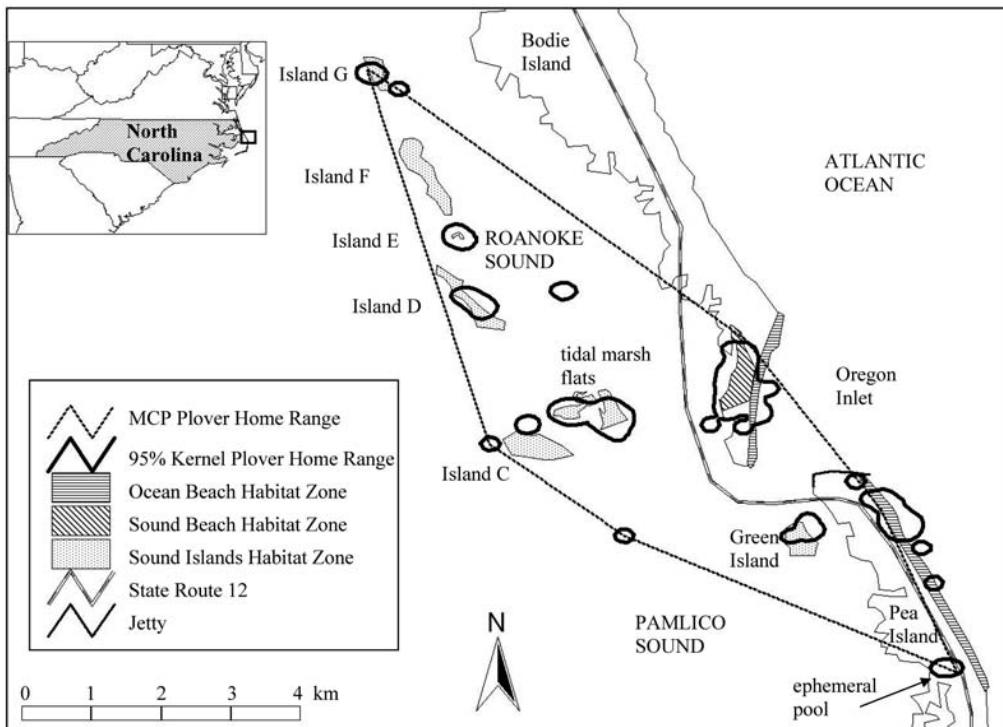 North
Carolina
Island G
Bodie
Island
ATLANTIC
OCEAN
Island F
Island E
ROANOKE
SOUND
Island D
tidal marsh
flats
Oregon
Inlet
Island C
Green
Island
Pea
Island
PAMLICO
SOUND
ephemeral
pool
MCP Plover Home Range
95% Kernel Plover Home Range
Ocean Beach Habitat Zone
Sound Beach Habitat Zone
Sound Islands Habitat Zone
State Route 12
Jetty
N
0 1 2 3 4 km